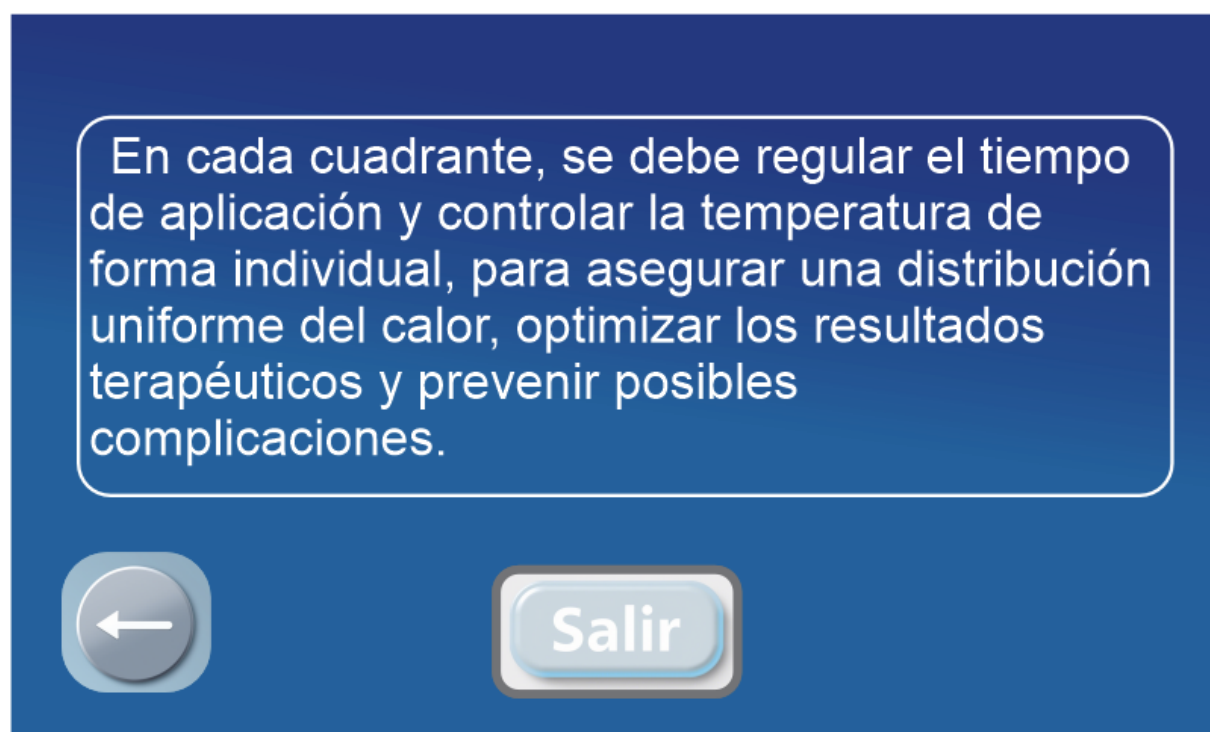 En cada cuadrante, se debe regular el tiempo
de aplicación y controlar la temperatura de
forma individual, para asegurar una distribución
uniforme del calor, optimizar los resultados
terapéuticos y prevenir posibles
complicaciones.
Salir